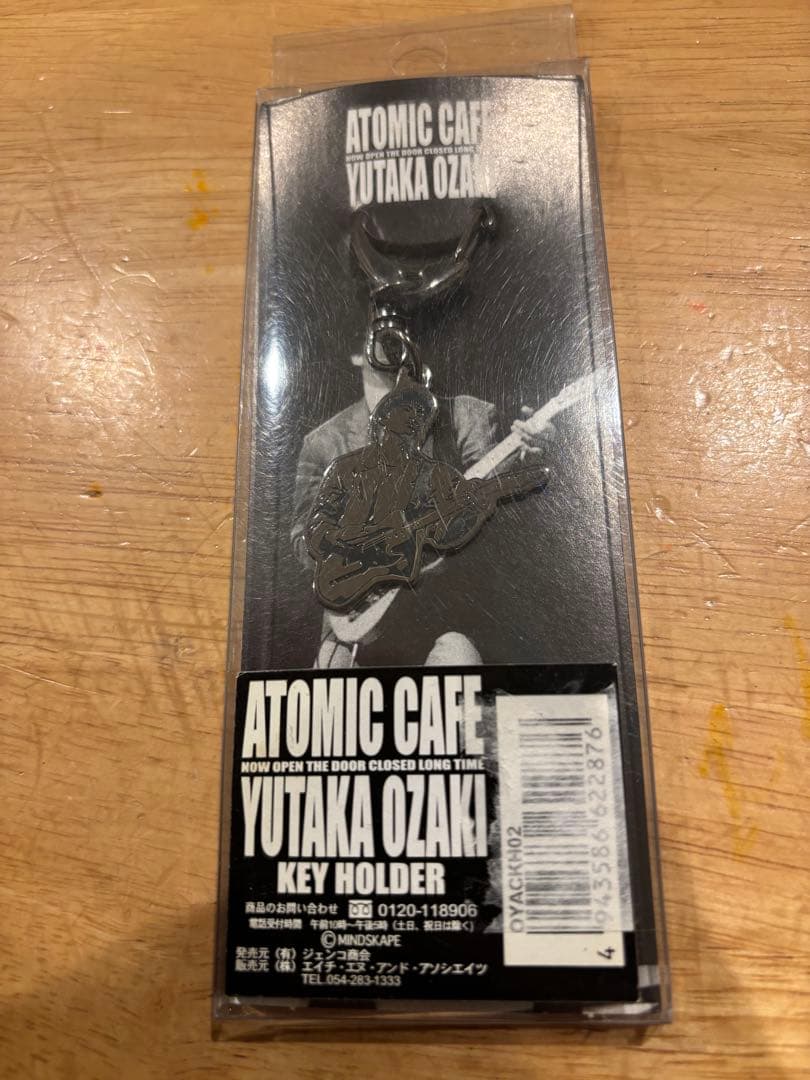 ATOMIC CAFE
NOW OPEN THE DOOR CLOSED LONG
YUTAKA OZAKI
ATOMIC CAFE
NOW OPEN THE DOOR CLOSED LONG TIME
YUTAKA OZAKI
KEY HOLDER
商品のお問い合わせ 0120-118906
電話受付時間 午前10時~午後5時(土日、祝日は除く)
©MINDSKAPE
発売元(有)ジェンコ商会
販売元(株)エイチ・エヌ・アンド・アソシエイツ
TEL.054-283-1333
OYACKH02
4943586622876